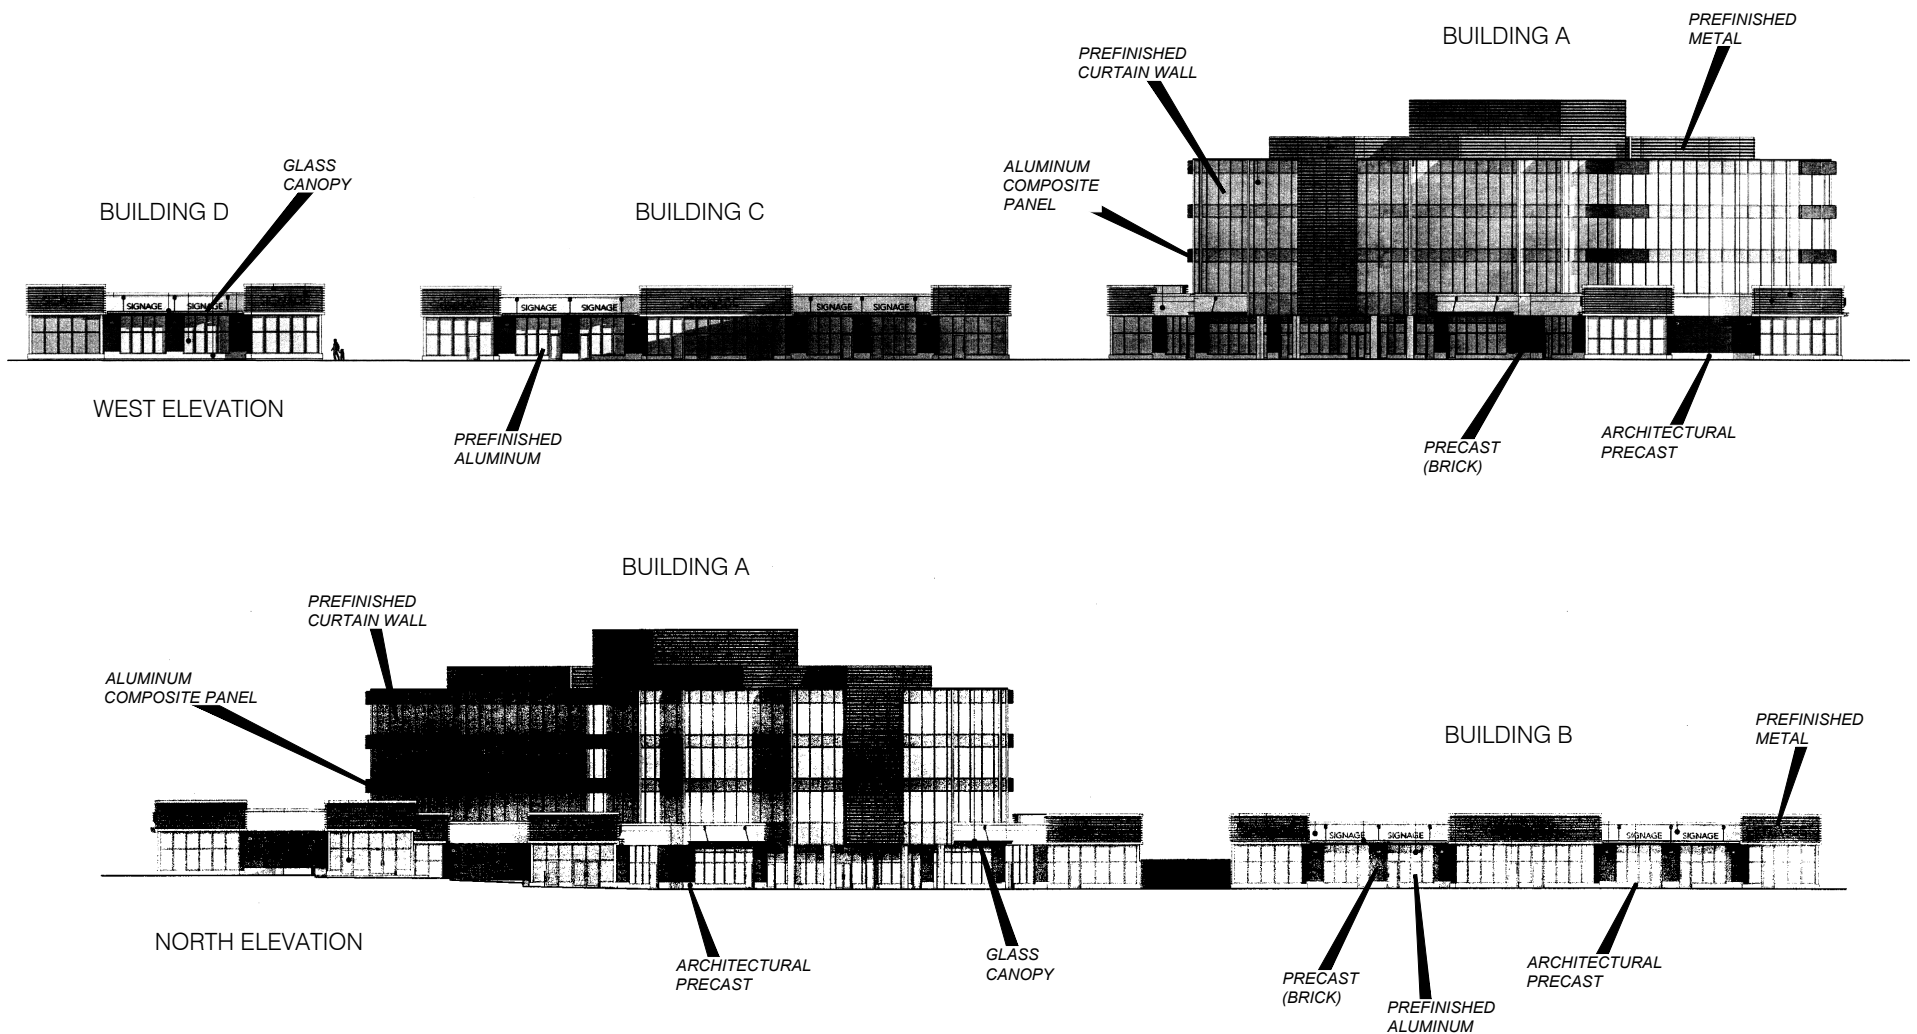 BUILDING A
PREFINISHED
METAL
PREFINISHED
CURTAIN WALL
ALUMINUM
COMPOSITE
PANEL
GLASS
CANOPY
BUILDING D
BUILDING C
SIGNAGE
SIGNAGE
SIGNAGE
SIGNAGE
SIGNAGE
SIGNAGE
WEST ELEVATION
PREFINISHED
ALUMINUM
PRECAST
(BRICK)
ARCHITECTURAL
PRECAST
BUILDING A
PREFINISHED
CURTAIN WALL
ALUMINUM
COMPOSITE PANEL
BUILDING B
PREFINISHED
METAL
SIGNAGE
SIGNAGE
SIGNAGE
SIGNAGE
NORTH ELEVATION
ARCHITECTURAL
PRECAST
GLASS
CANOPY
PRECAST
(BRICK)
PREFINISHED
ALUMINUM
ARCHITECTURAL
PRECAST